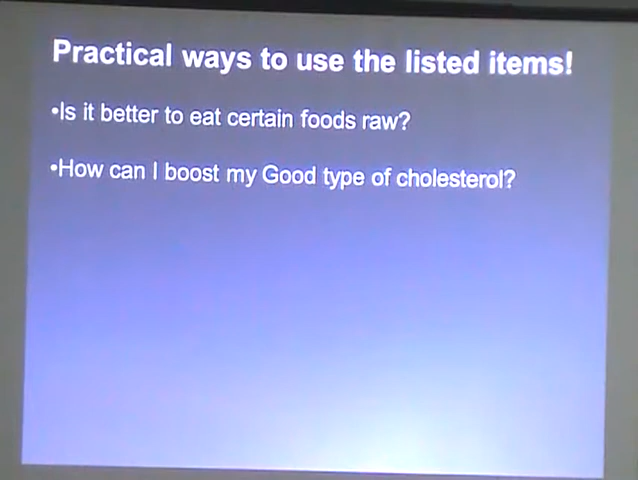 Practical ways to use the listed items!
•Is it better to eat certain foods raw?
•How can I boost my Good type of cholesterol?